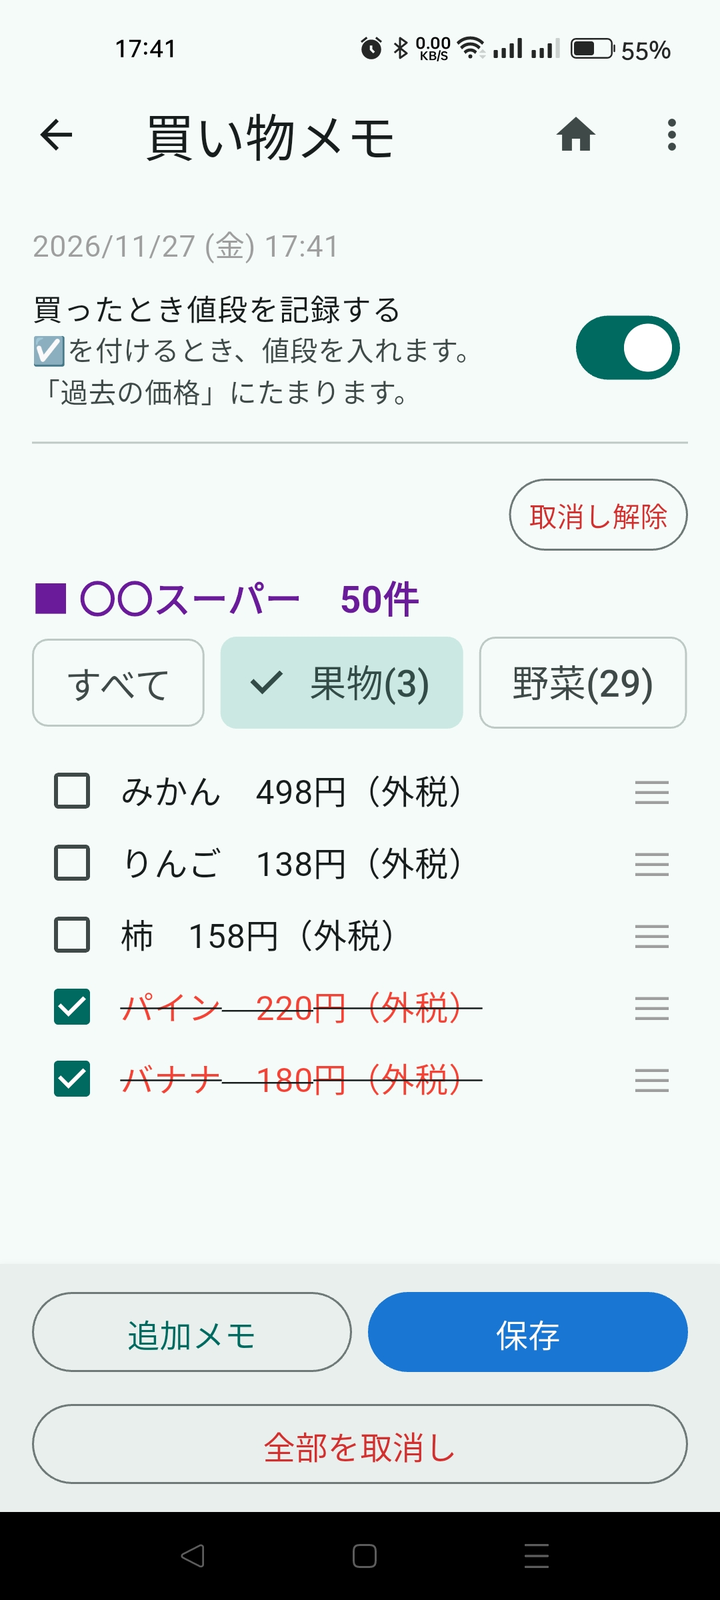 17:41 0.00 KB/S 55%
買い物メモ
2026/11/27 (金) 17:41
買ったとき値段を記録する
☑を付けるとき、値段を入れます。
「過去の価格」にたまります。
取消し解除
■ 〇〇スーパー　50件
すべて 果物(3) 野菜(29)
みかん　498円（外税）
りんご　138円（外税）
柿　158円（外税）
パイン　220円（外税）
バナナ　180円（外税）
追加メモ 保存
全部を取消し